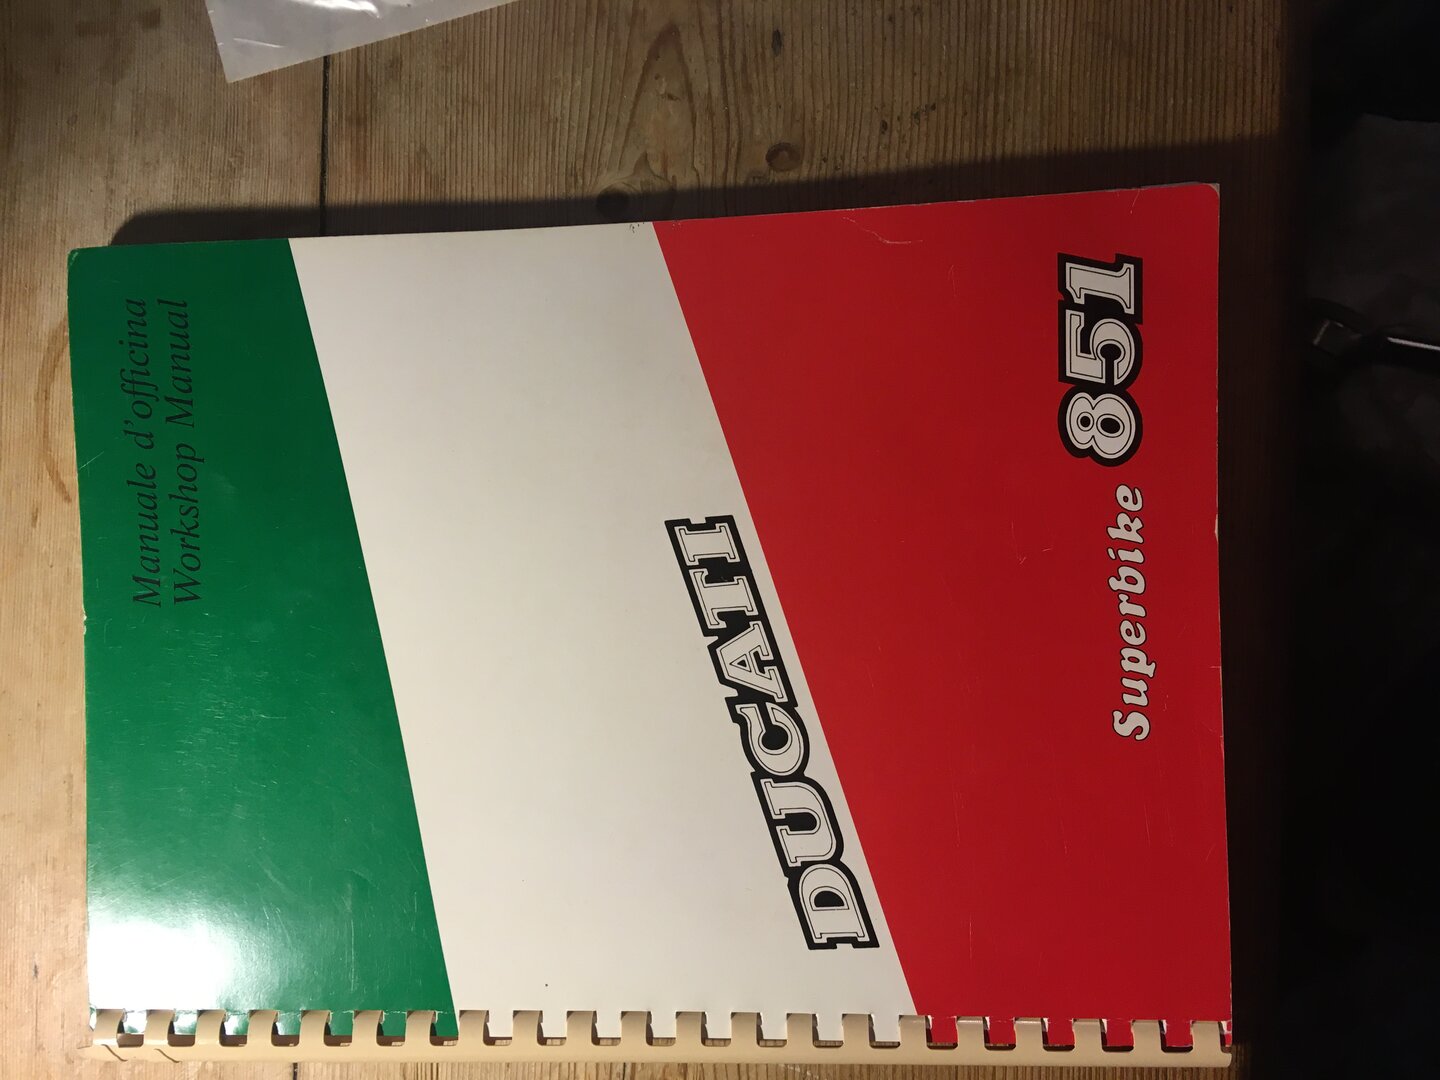 Manuale d'officina
Workshop Manual
DUCATI
Superbike 851